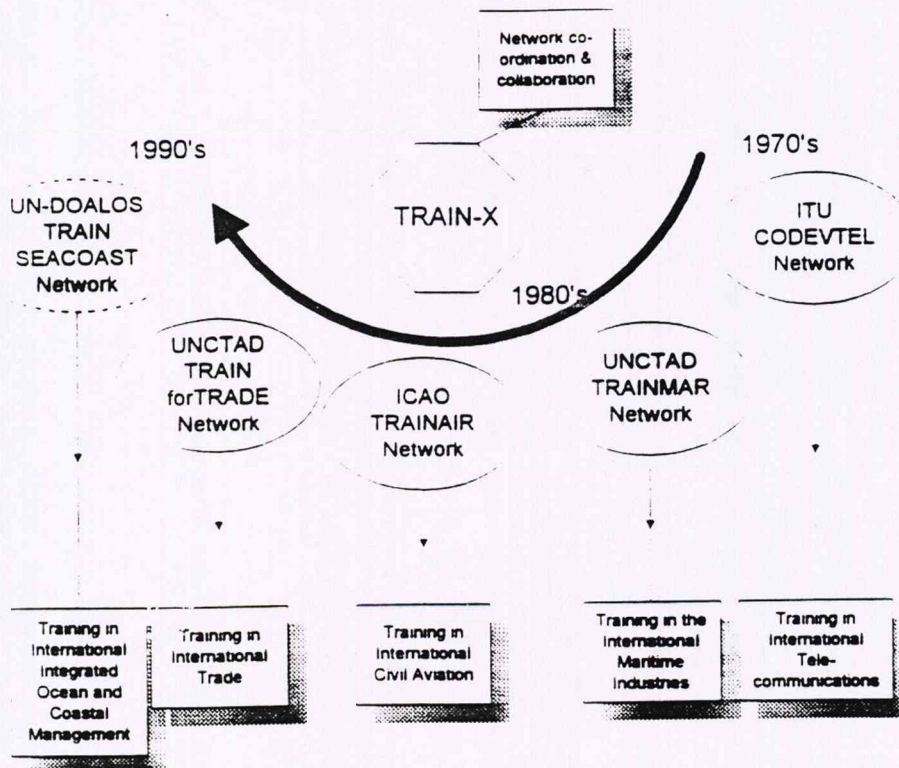 Network co-
ordination &
collaboration
1990's
1970's
TRAIN-X
1980's
UN-DOALOS
TRAIN
SEACOAST
Network
UNCTAD
TRAIN
forTRADE
Network
ICAO
TRAINAIR
Network
UNCTAD
TRAINMAR
Network
ITU
CODEVTEL
Network
Training in
International
Integrated
Ocean and
Coastal
Management
Training in
International
Trade
Training in
International
Civil Aviation
Training in the
International
Maritime
Industries
Training in
International
Tele-
communications